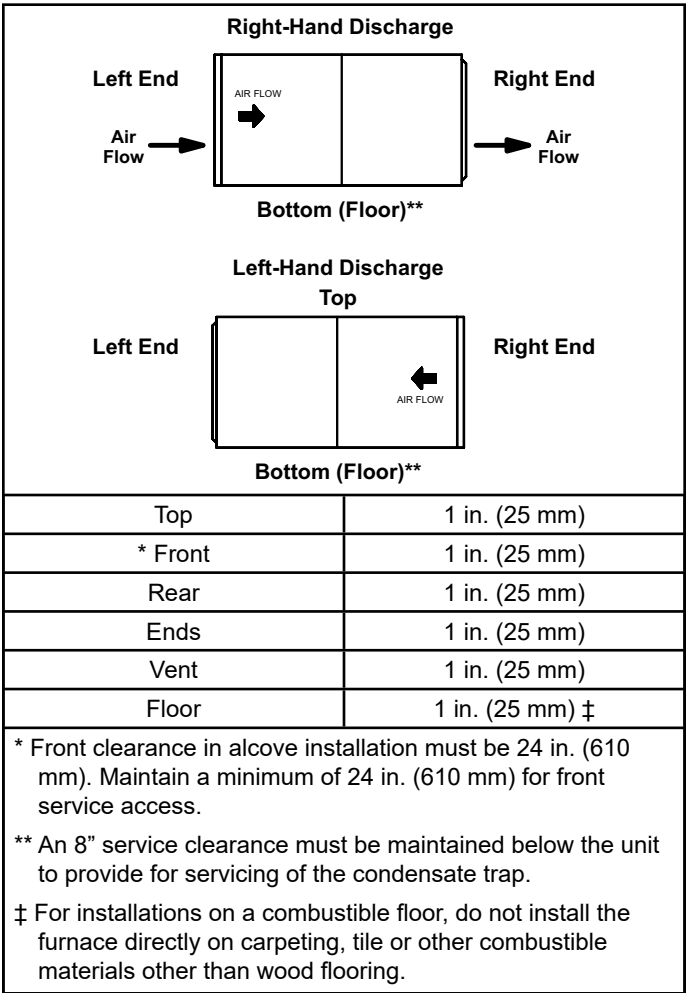 Right-Hand Discharge
Left End
Right End
AIR FLOW
Air
Flow
Air
Flow
Bottom (Floor)**
Left-Hand Discharge
Top
Left End
Right End
AIR FLOW
Bottom (Floor)**
Top 1 in. (25 mm)
* Front 1 in. (25 mm)
Rear 1 in. (25 mm)
Ends 1 in. (25 mm)
Vent 1 in. (25 mm)
Floor 1 in. (25 mm) ‡
* Front clearance in alcove installation must be 24 in. (610
mm). Maintain a minimum of 24 in. (610 mm) for front
service access.
** An 8” service clearance must be maintained below the unit
to provide for servicing of the condensate trap.
‡ For installations on a combustible floor, do not install the
furnace directly on carpeting, tile or other combustible
materials other than wood flooring.